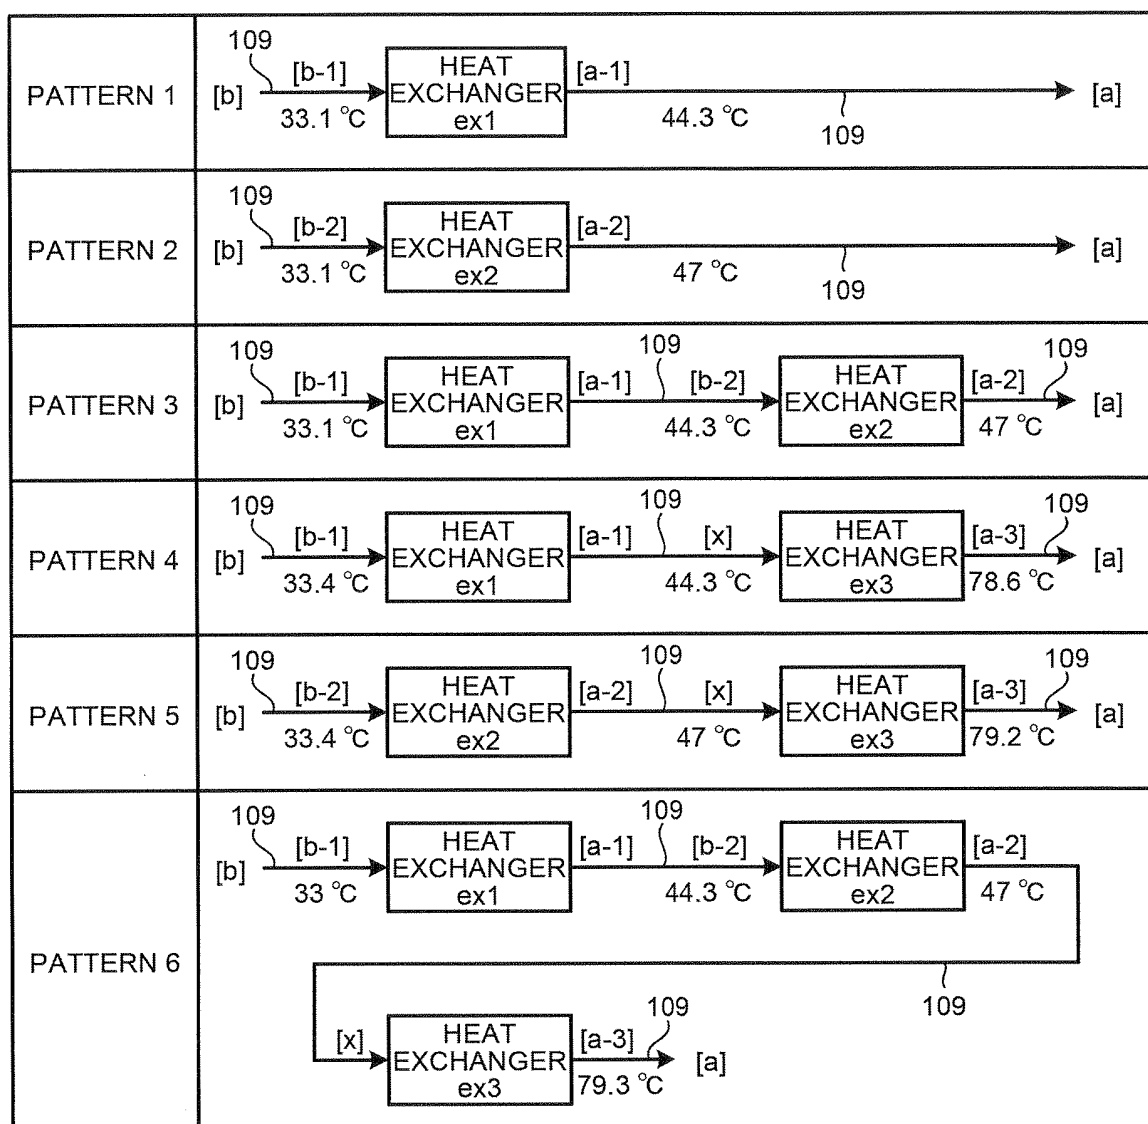 PATTERN 1
109
[b]
[b-1]
33.1 °C
HEAT
EXCHANGER
ex1
[a-1]
44.3 °C
109
[a]
PATTERN 2
109
[b]
[b-2]
33.1 °C
HEAT
EXCHANGER
ex2
[a-2]
47 °C
109
[a]
PATTERN 3
109
[b]
[b-1]
33.1 °C
HEAT
EXCHANGER
ex1
[a-1]
109
[b-2]
44.3 °C
HEAT
EXCHANGER
ex2
[a-2]
109
47 °C
[a]
PATTERN 4
109
[b]
[b-1]
33.4 °C
HEAT
EXCHANGER
ex1
[a-1]
109
[x]
44.3 °C
HEAT
EXCHANGER
ex3
[a-3]
109
78.6 °C
[a]
PATTERN 5
109
[b]
[b-2]
33.4 °C
HEAT
EXCHANGER
ex2
[a-2]
109
[x]
47 °C
HEAT
EXCHANGER
ex3
[a-3]
109
79.2 °C
[a]
PATTERN 6
109
[b]
[b-1]
33 °C
HEAT
EXCHANGER
ex1
[a-1]
109
[b-2]
44.3 °C
HEAT
EXCHANGER
ex2
[a-2]
47 °C
109
[x]
HEAT
EXCHANGER
ex3
[a-3]
109
79.3 °C
[a]